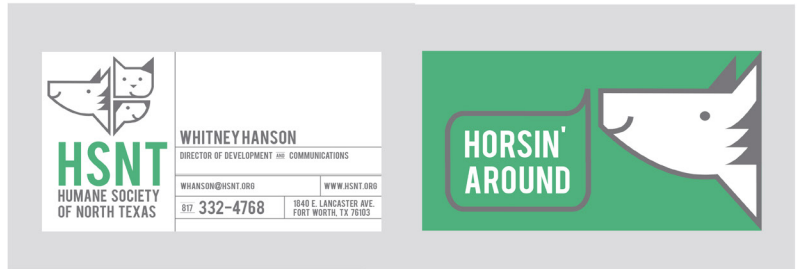 HSNT
HUMANE SOCIETY
OF NORTH TEXAS
WHITNEY HANSON
DIRECTOR OF DEVELOPMENT AND COMMUNICATIONS
WHANSON@HSNT.ORG
WWW.HSNT.ORG
817 332-4768
1840 E. LANCASTER AVE.
FORT WORTH, TX 76103
HORSIN'
AROUND